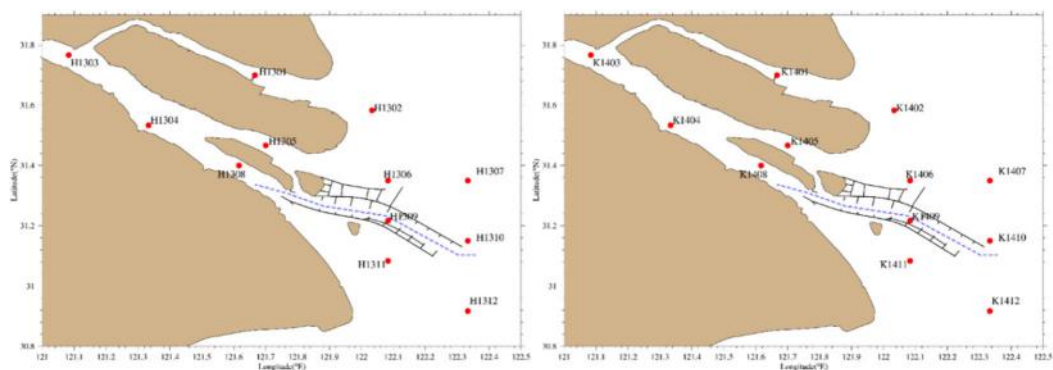 31.8
H1303
H1301
31.6
H1302
H1304
H1305
31.4
H1308
H1306
H1307
31.2
H1309
H1310
H1311
31
H1312
30.8
121 121.1 121.2 121.3 121.4 121.6 121.7 121.8 121.9 122 122.1 122.2 122.3 122.4 122.5
Longitude(°E)
Latitude(°N)
31.8
K1403
K1401
31.6
K1402
K1404
K1405
31.4
K1408
K1406
K1407
31.2
K1409
K1410
K1411
31
K1412
30.8
121 121.1 121.2 121.3 121.4 121.6 121.7 121.8 121.9 122 122.1 122.2 122.3 122.4 122.5
Longitude(°E)
Latitude(°N)